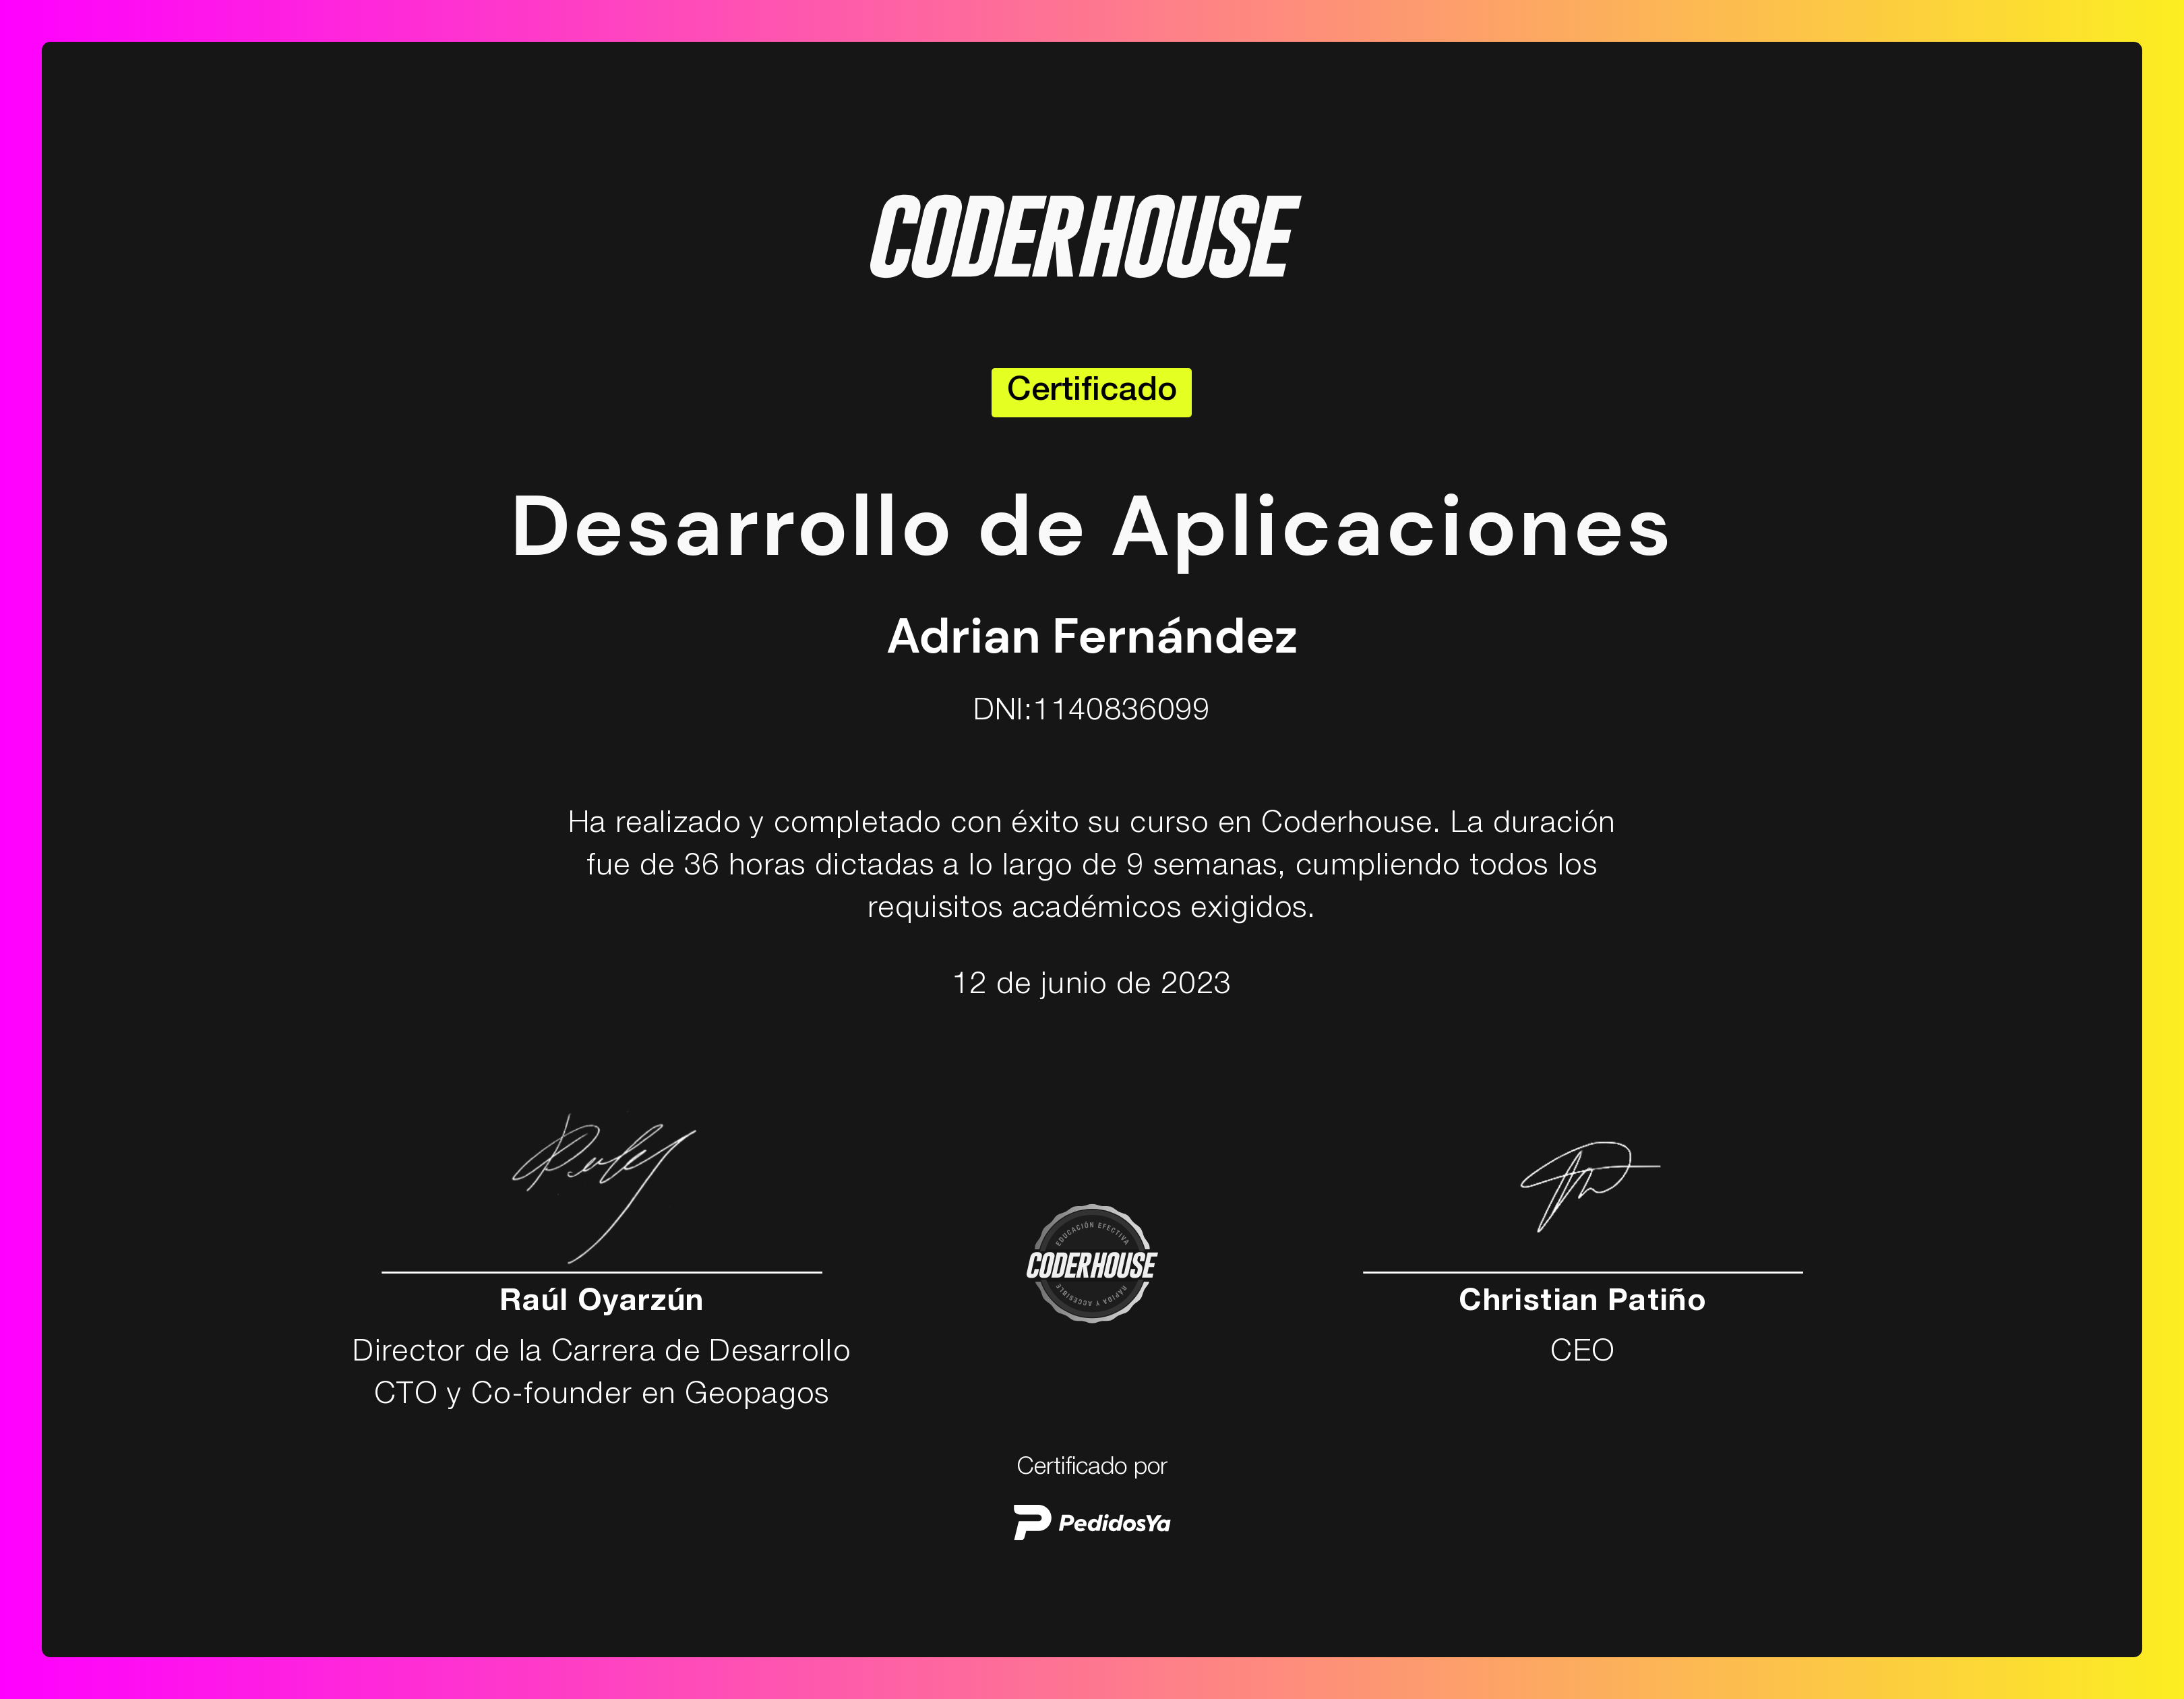 CODERHOUSE
Certificado
Desarrollo de Aplicaciones
Adrian Fernández
DNI:1140836099
Ha realizado y completado con éxito su curso en Coderhouse. La duración
fue de 36 horas dictadas a lo largo de 9 semanas, cumpliendo todos los
requisitos académicos exigidos.
12 de junio de 2023
Raúl Oyarzún
Director de la Carrera de Desarrollo
CTO y Co-founder en Geopagos
EDUCACIÓN EFECTIVA
CODERHOUSE
RÁPIDA Y ACCESIBLE
Christian Patiño
CEO
Certificado por
PedidosYa